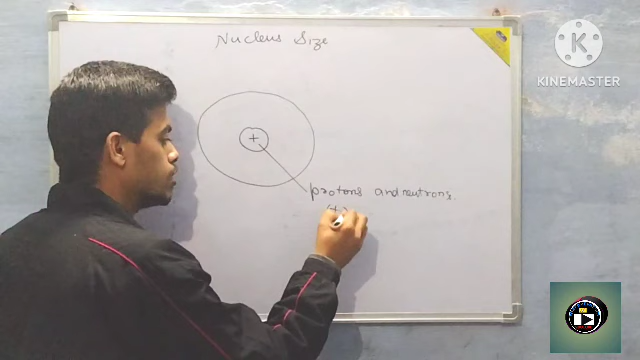 Nucleus Size
KINEMASTER
+
protons and neutrons.
(+)